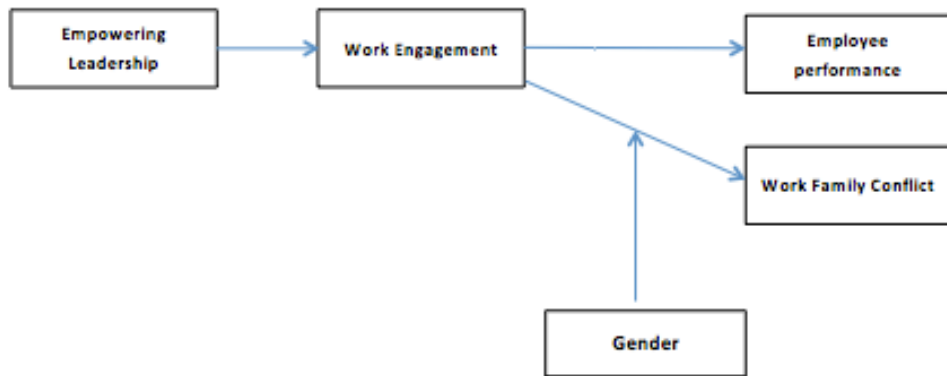 Empowering
Leadership
Work Engagement
Employee
performance
Work Family Conflict
Gender